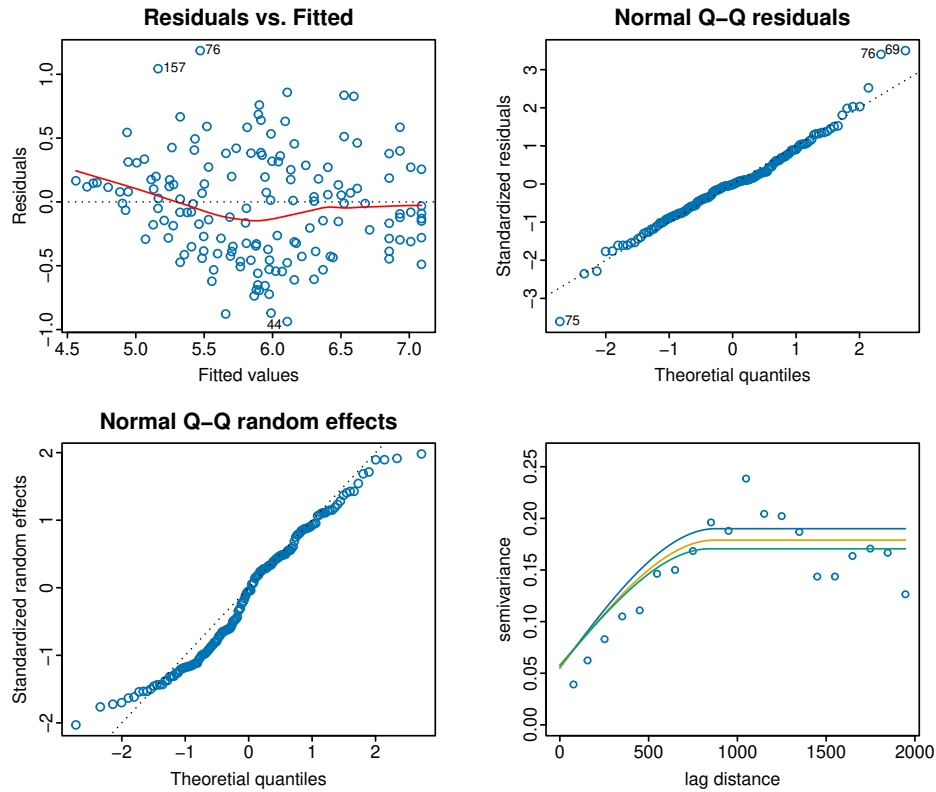 Residuals vs. Fitted
Residuals
−1.0
−0.5
0.0
0.5
1.0
76
157
44
4.5 5.0 5.5 6.0 6.5 7.0
Fitted values
Normal Q−Q residuals
Standardized residuals
−3
−2
−1
0
1
2
3
76 69
75
−2 −1 0 1 2
Theoretial quantiles
Normal Q−Q random effects
Standardized random effects
−2
−1
0
1
2
−2 −1 0 1 2
Theoretial quantiles
semivariance
0.00
0.05
0.10
0.15
0.20
0.25
0 500 1000 1500 2000
lag distance